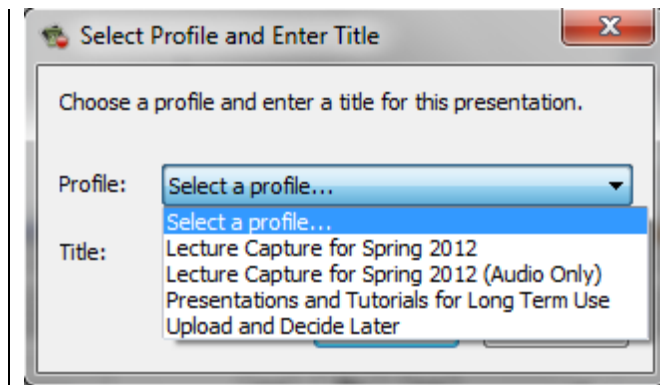 Select Profile and Enter Title
Choose a profile and enter a title for this presentation.
Profile:
Select a profile...
Select a profile...
Lecture Capture for Spring 2012
Title:
Lecture Capture for Spring 2012 (Audio Only)
Presentations and Tutorials for Long Term Use
Upload and Decide Later